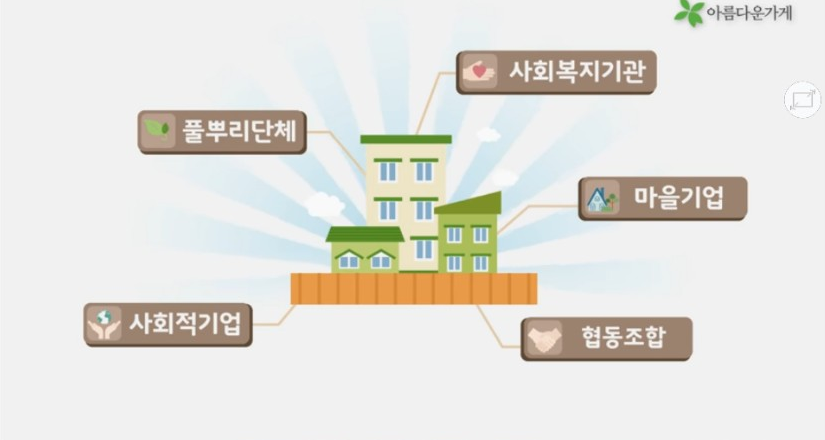 아름다운가게
사회복지기관
풀뿌리단체
마을기업
사회적기업
협동조합